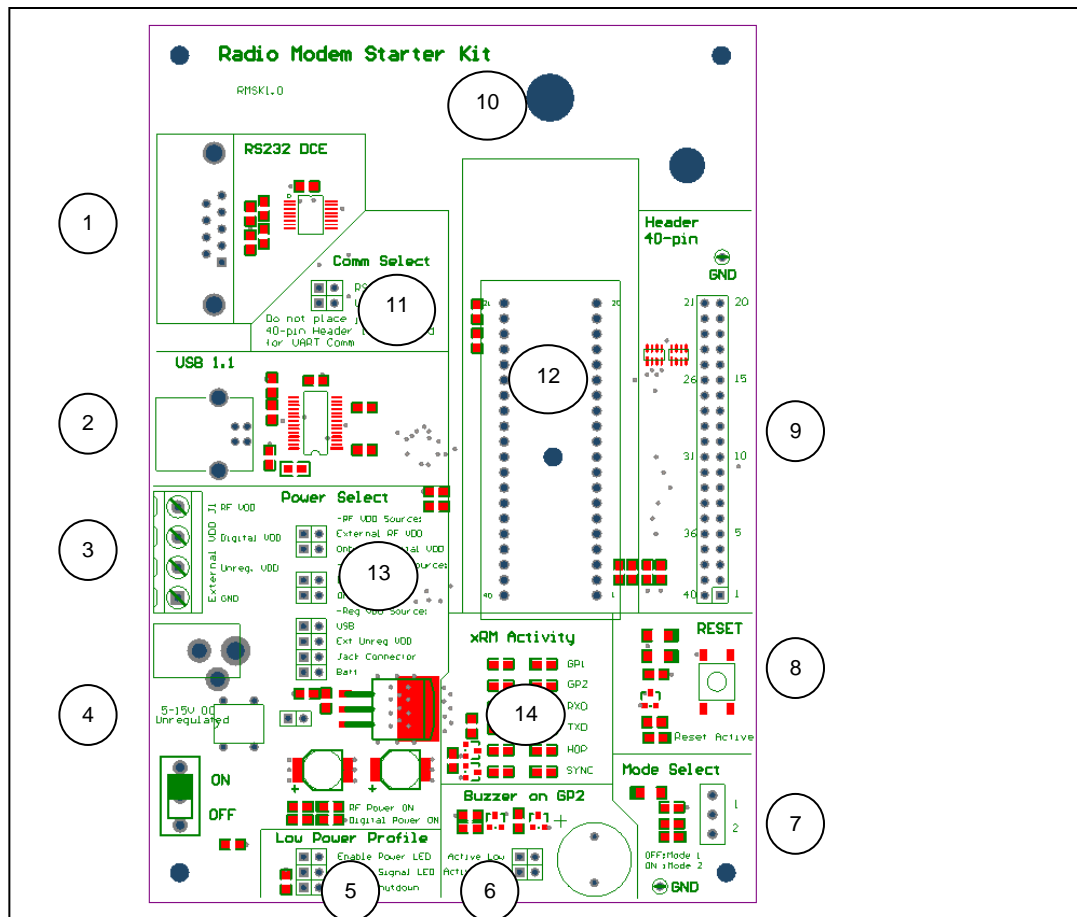 Radio Modem Starter Kit
RMSK1.0
10
RS232 DCE
1
Header
40-pin
GND
Comm Select
11
Do not place
40-pin Header
for UART Comm
21 20
21 20
USB 1.1
12
26 15
2
9
31 10
Power Select
J1
RF VDD
Digital VDD
Unreg. VDD
GND
External VDD
3
-RF VDD Source:
External RF VDD
13
36 5
40 1
40 1
-Reg VDD Source:
USB
Ext Unreg VDD
Jack Connector
Batt
xRM Activity
GP1
GP2
RXD
TXD
HOP
SYNC
14
RESET
8
Reset Active
4
5-15V DC
Unregulated
ON
OFF
+ +
RF Power ON
Digital Power ON
Mode Select
1
2
7
OFF:Mode 1
ON :Mode 2
GND
Buzzer on GP2
+
Active Low
6
Low Power Profile
Enable Power LED
Signal LED
5